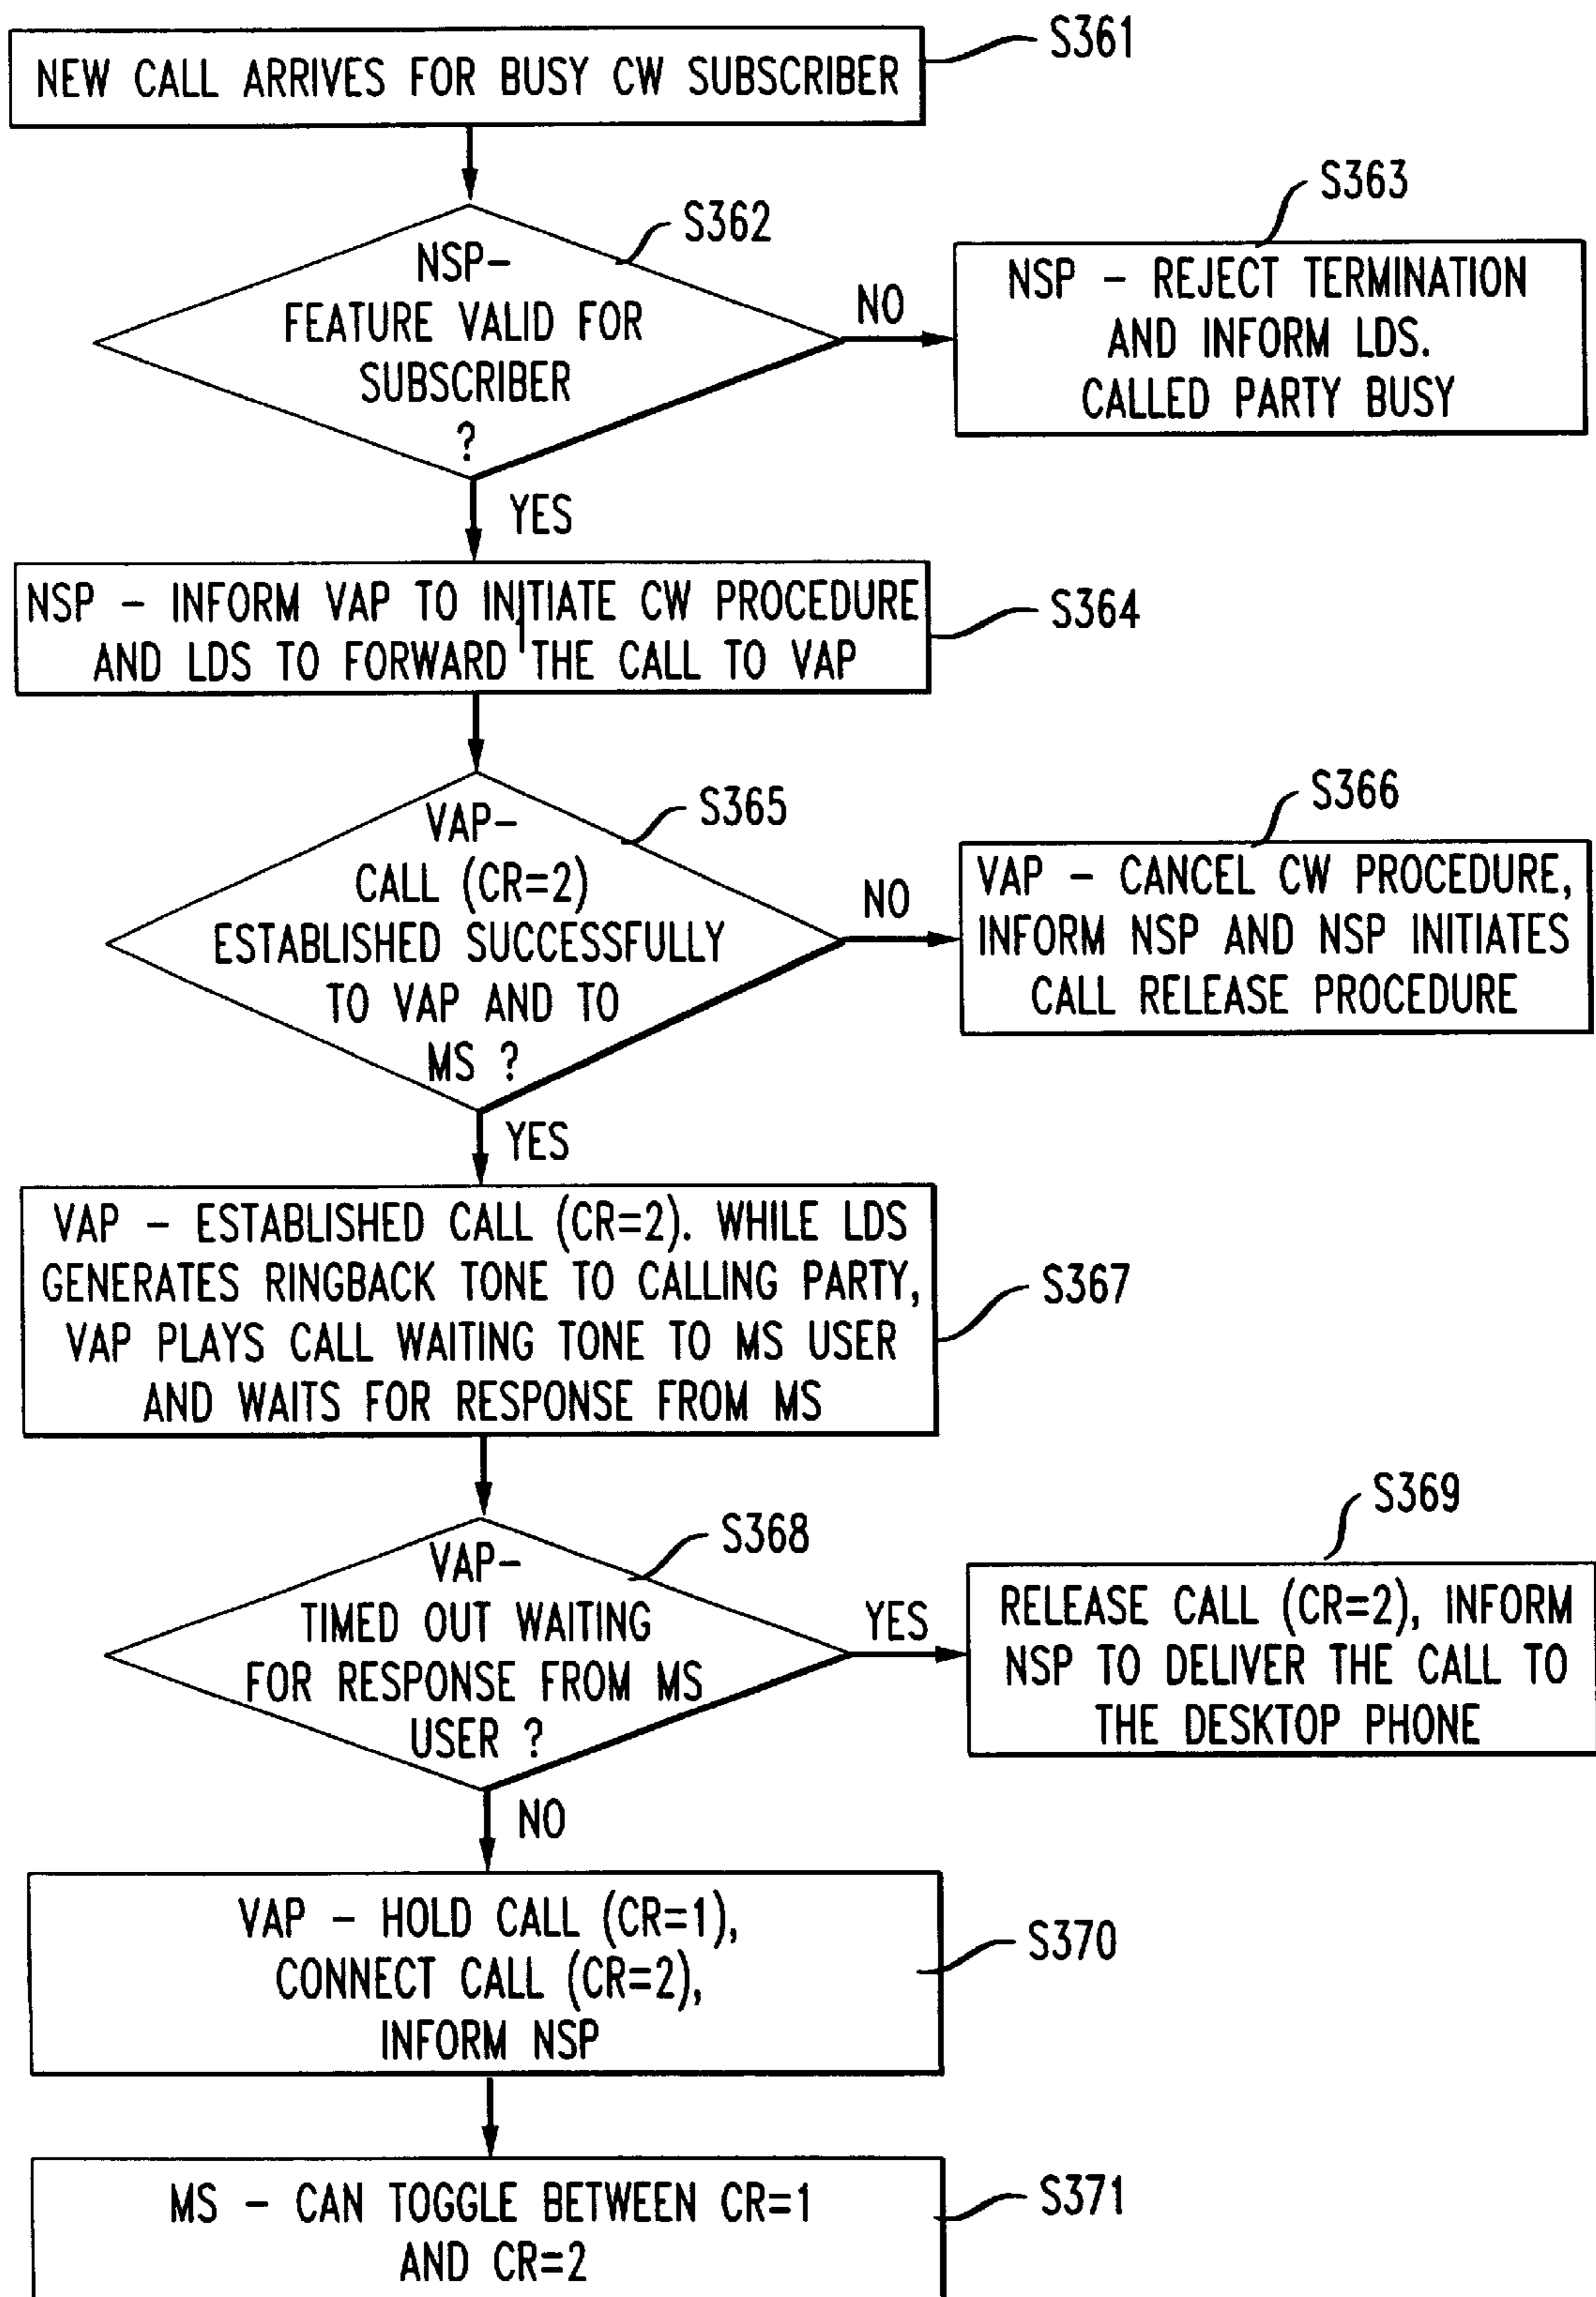 S361
NEW CALL ARRIVES FOR BUSY CW SUBSCRIBER
S362
NSP-
FEATURE VALID FOR
SUBSCRIBER
?
NO
S363
NSP - REJECT TERMINATION
AND INFORM LDS.
CALLED PARTY BUSY
YES
NSP - INFORM VAP TO INITIATE CW PROCEDURE
AND LDS TO FORWARD THE CALL TO VAP
S364
S365
VAP-
CALL (CR=2)
ESTABLISHED SUCCESSFULLY
TO VAP AND TO
MS ?
NO
S366
VAP - CANCEL CW PROCEDURE,
INFORM NSP AND NSP INITIATES
CALL RELEASE PROCEDURE
YES
VAP - ESTABLISHED CALL (CR=2). WHILE LDS
GENERATES RINGBACK TONE TO CALLING PARTY,
VAP PLAYS CALL WAITING TONE TO MS USER
AND WAITS FOR RESPONSE FROM MS
S367
S368
VAP-
TIMED OUT WAITING
FOR RESPONSE FROM MS
USER ?
YES
S369
RELEASE CALL (CR=2), INFORM
NSP TO DELIVER THE CALL TO
THE DESKTOP PHONE
NO
VAP - HOLD CALL (CR=1),
CONNECT CALL (CR=2),
INFORM NSP
S370
MS - CAN TOGGLE BETWEEN CR=1
AND CR=2
S371